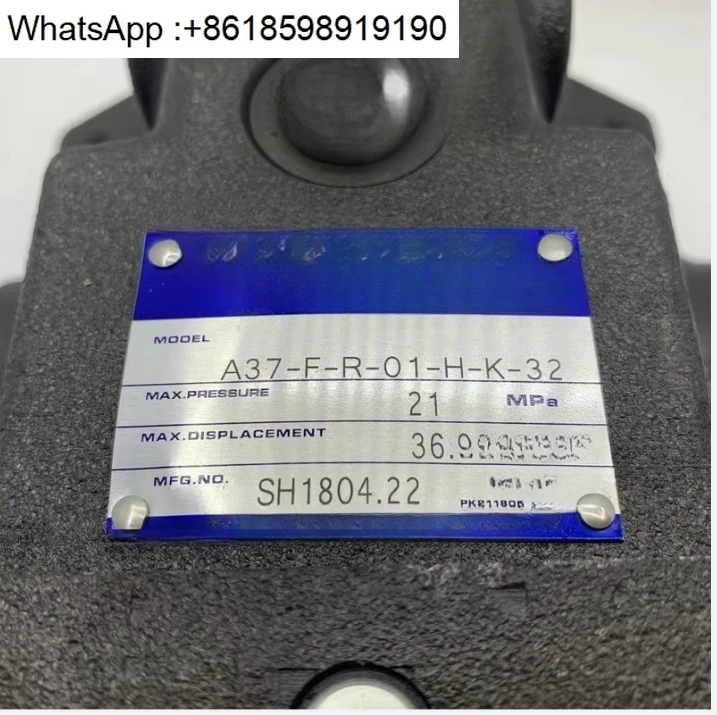 WhatsApp :+8618598919190
MODEL
A37-F-R-01-H-K-32
MAX.PRESSURE 21 MPa
MAX.DISPLACEMENT
MFG.NO. SH1804.22